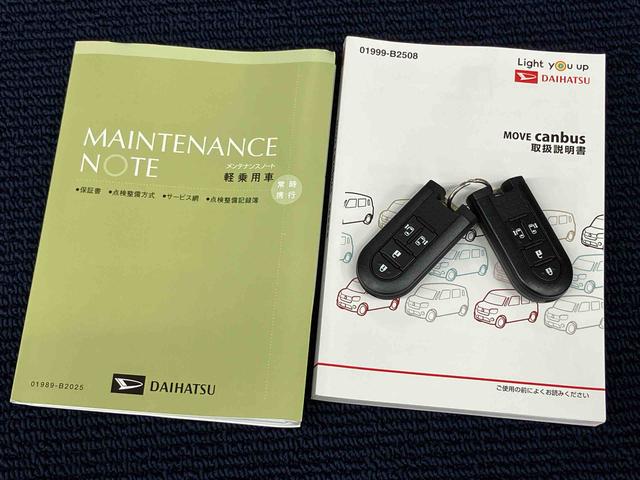 MAINTENANCE
NOTE
メンテナンスノート
軽乗用車
常時
携行
●保証書 ●点検整備方式 ●サービス網 ●点検整備記録簿
01989-B2025
DAIHATSU
01999-B2508
Light you up
DAIHATSU
MOVE canbus
取扱説明書
ご使用の前によくお読みください